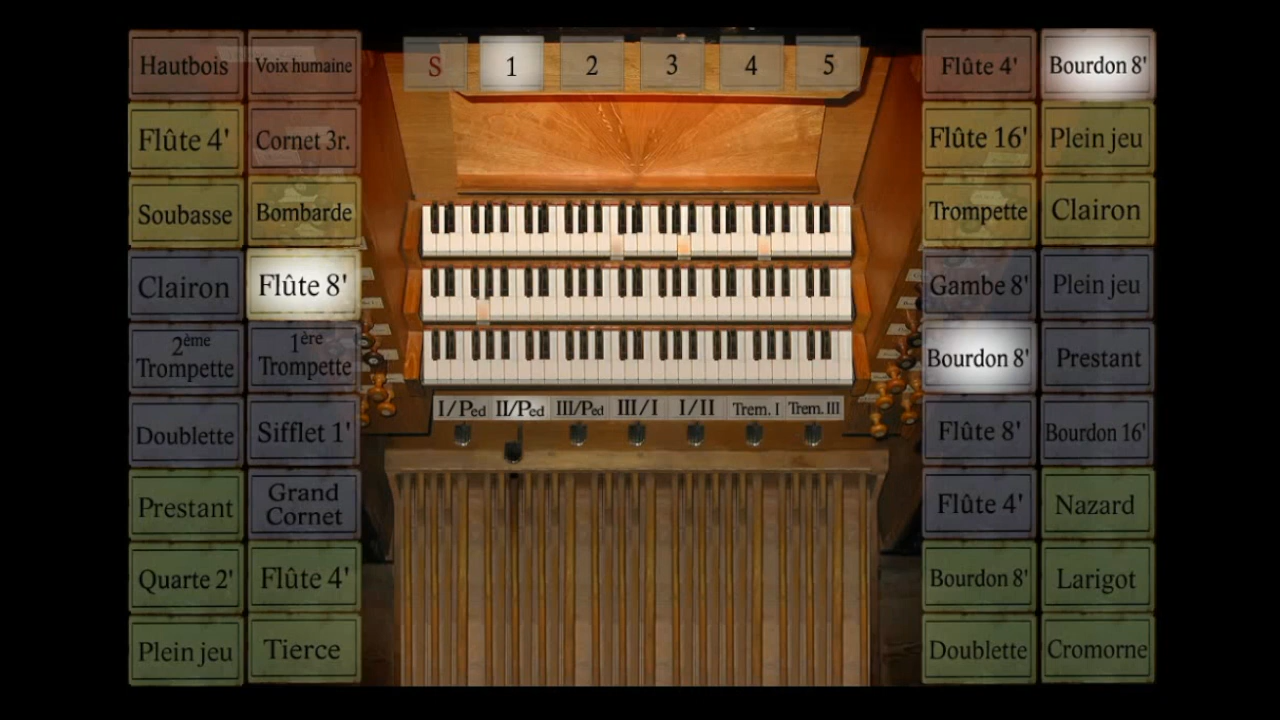 Hautbois
Voix humaine
S
1
2
3
4
5
Flûte 4'
Bourdon 8'
Flûte 4'
Cornet 3r.
Flûte 16'
Plein jeu
Soubasse
Bombarde
Trompette
Clairon
Clairon
Flûte 8'
Gambe 8'
Plein jeu
2ème
Trompette
1ère
Trompette
Bourdon 8'
Prestant
I/Ped
II/Ped
III/Ped
III/I
I/II
Trem. I
Trem. III
Doublette
Sifflet 1'
Flûte 8'
Bourdon 16'
Prestant
Grand
Cornet
Flûte 4'
Nazard
Quarte 2'
Flûte 4'
Bourdon 8'
Larigot
Plein jeu
Tierce
Doublette
Cromorne